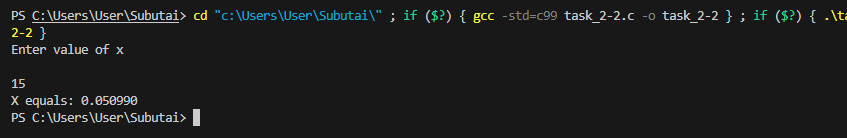 PS C:\Users\User\Subutai> cd "c:\Users\User\Subutai\" ; if ($?) { gcc -std=c99 task_2-2.c -o task_2-2 } ; if ($?) { .\ta
2-2 }
Enter value of x
15
X equals: 0.050990
PS C:\Users\User\Subutai>